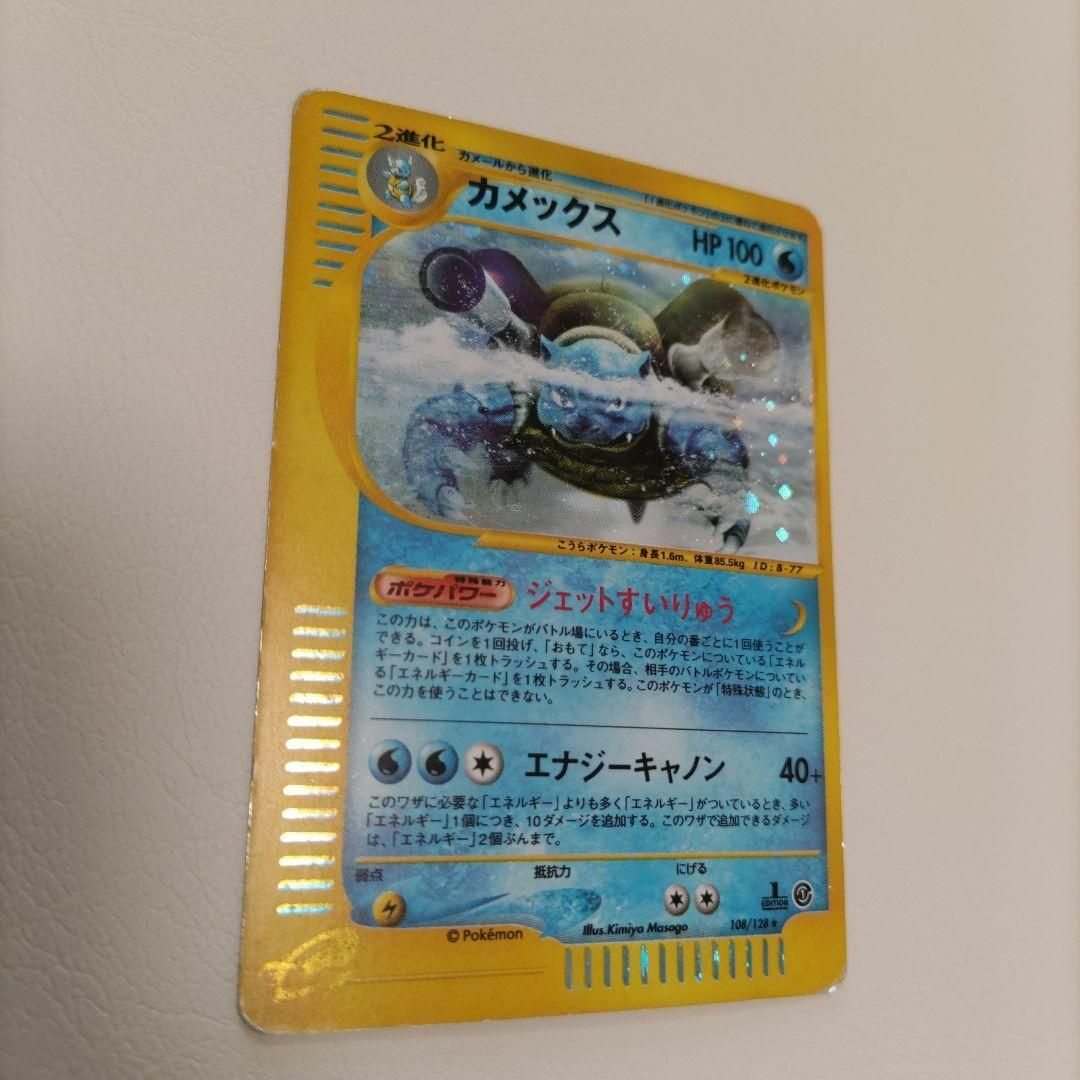 2進化
カメールから進化
カメックス
HP 100
2進化ポケモン
こうらポケモン：身長1.6m、体重85.5kg ID:B-77
特殊能力
ポケパワー
ジェットすいりゅう
この力は、このポケモンがバトル場にいるとき、自分の番ごとに1回使うことが
できる。コインを1回投げ、「おもて」なら、このポケモンについている「エネル
ギーカード」を1枚トラッシュする。その場合、相手のバトルポケモンについてい
る「エネルギーカード」を1枚トラッシュする。このポケモンが「特殊状態」のとき、
この力を使うことはできない。
エナジーキャノン 40+
このワザに必要な「エネルギー」よりも多く「エネルギー」がついているとき、多い
「エネルギー」1個につき、10ダメージを追加する。このワザで追加できるダメージ
は、「エネルギー」2個ぶんまで。
弱点 抵抗力 にげる
1 EDITION
© Pokémon Illus.Kimiya Masago 108/128 ★